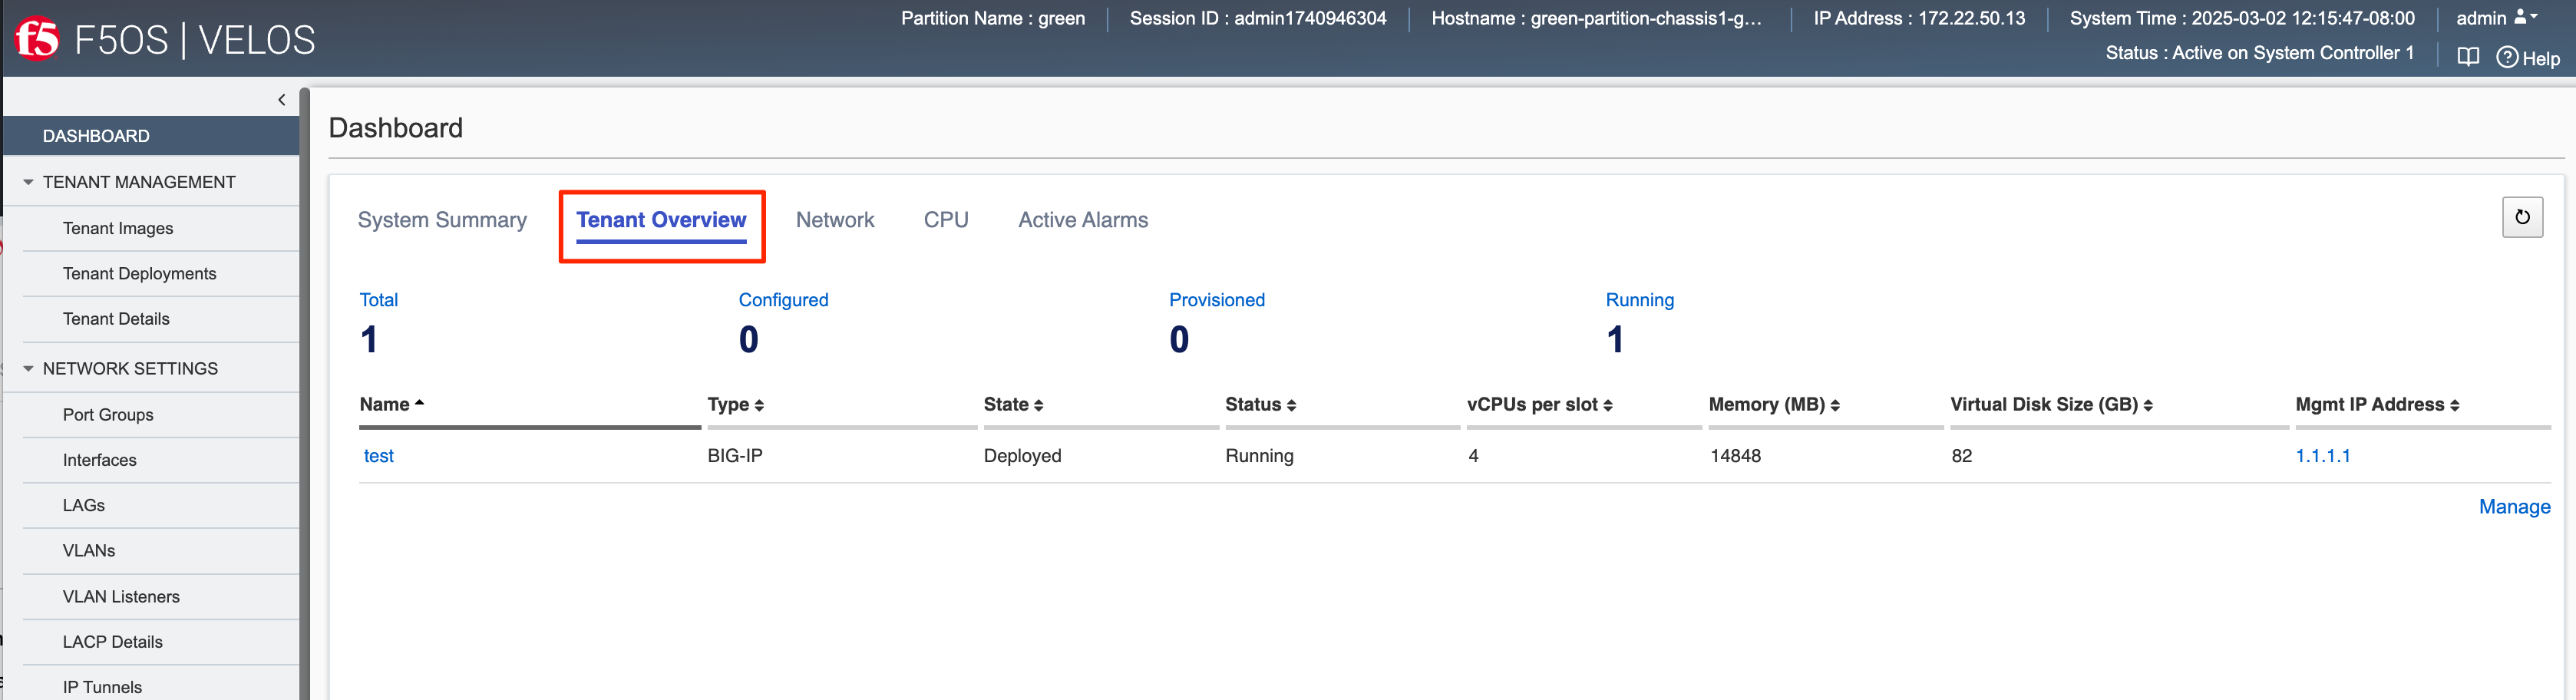 Partition Name : green
Session ID : admin1740946304
Hostname : green-partition-chassis1-g...
IP Address : 172.22.50.13
System Time : 2025-03-02 12:15:47-08:00
admin
f5 F5OS | VELOS
Status : Active on System Controller 1
Help
DASHBOARD
TENANT MANAGEMENT
Tenant Images
Tenant Deployments
Tenant Details
NETWORK SETTINGS
Port Groups
Interfaces
LAGs
VLANs
VLAN Listeners
LACP Details
IP Tunnels
Dashboard
System Summary Tenant Overview Network CPU Active Alarms
Total Configured Provisioned Running
1 0 0 1
Name Type State Status vCPUs per slot Memory (MB) Virtual Disk Size (GB) Mgmt IP Address
test BIG-IP Deployed Running 4 14848 82 1.1.1.1
Manage